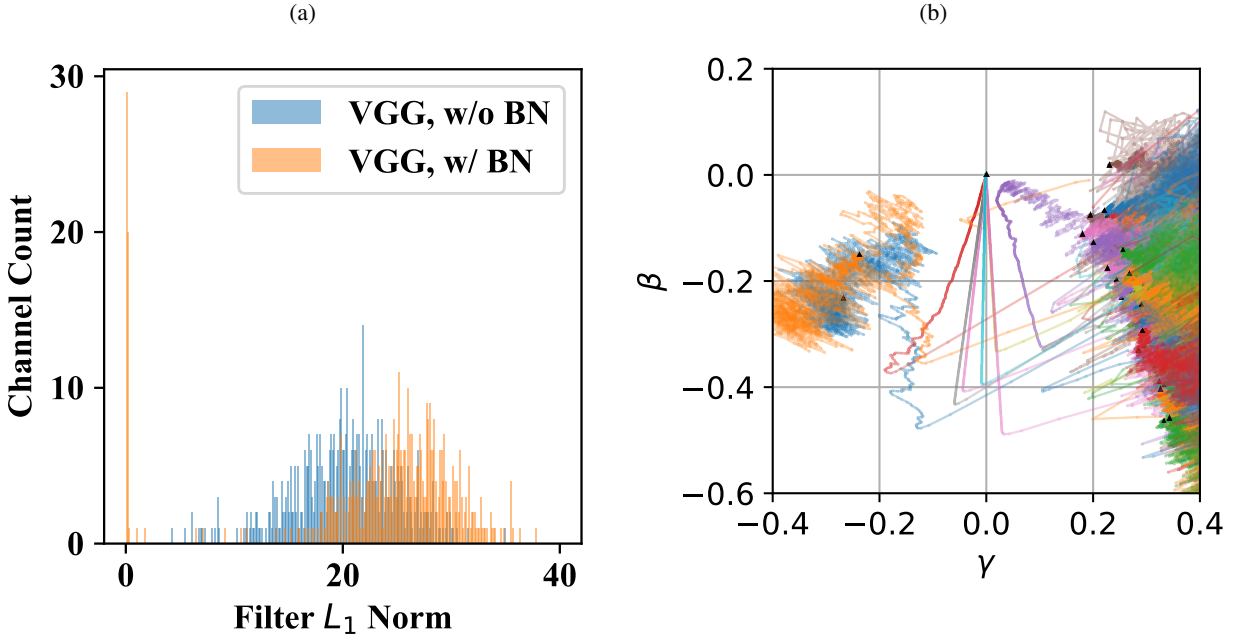 (a)
30
20
10
0
0
20
40
Channel Count
Filter L₁ Norm
VGG, w/o BN
VGG, w/ BN
(b)
0.2
0.0
−0.2
−0.4
−0.6
−0.4
−0.2
0.0
0.2
0.4
β
γ